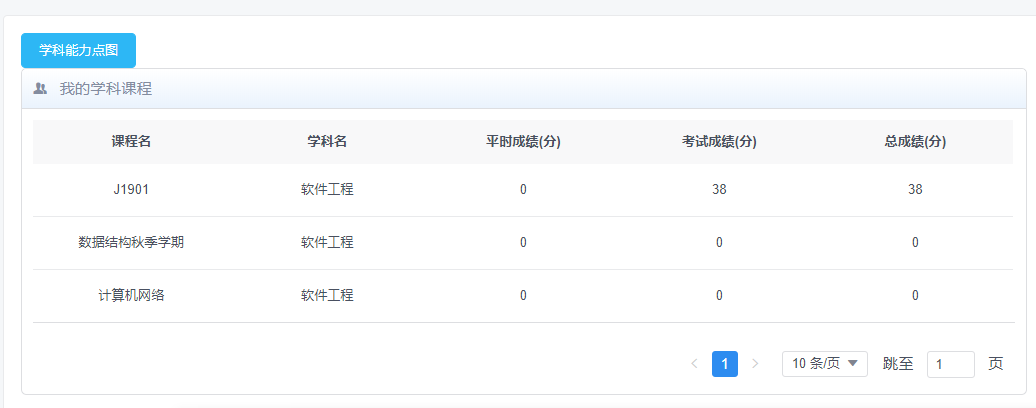 学科能力点图
我的学科课程
课程名 学科名 平时成绩(分) 考试成绩(分) 总成绩(分)
J1901 软件工程 0 38 38
数据结构秋季学期 软件工程 0 0 0
计算机网络 软件工程 0 0 0
1 10 条/页 跳至 1 页